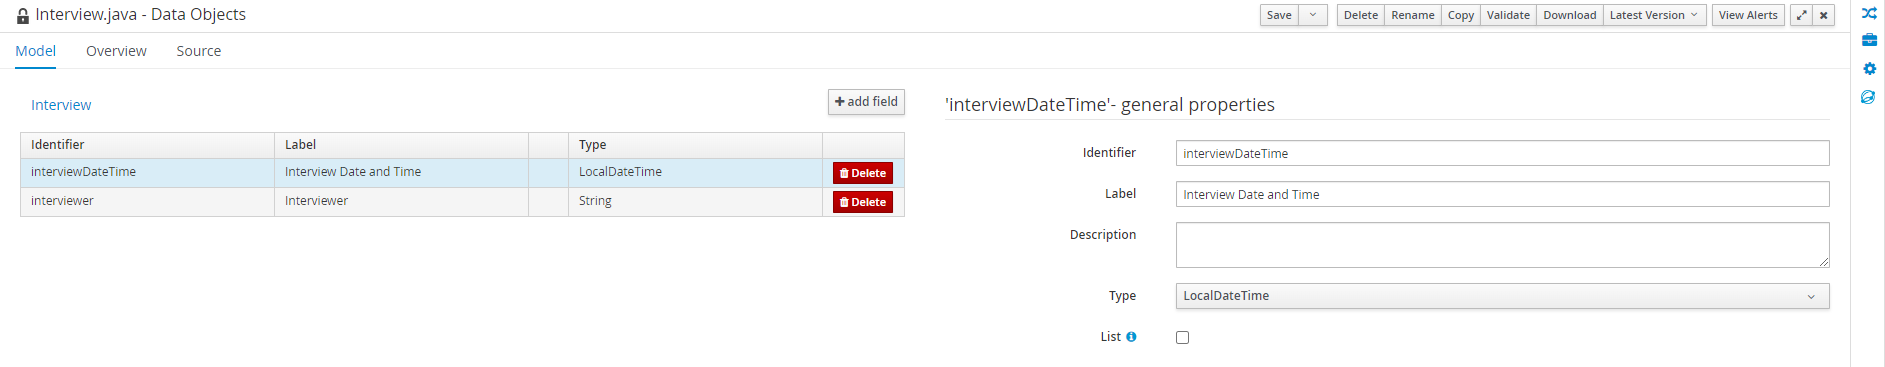 Interview.java - Data Objects
Save Delete Rename Copy Validate Download Latest Version View Alerts
Model Overview Source
Interview
add field
Identifier Label Type
interviewDateTime Interview Date and Time LocalDateTime Delete
interviewer Interviewer String Delete
'interviewDateTime'- general properties
Identifier interviewDateTime
Label Interview Date and Time
Description
Type LocalDateTime
List